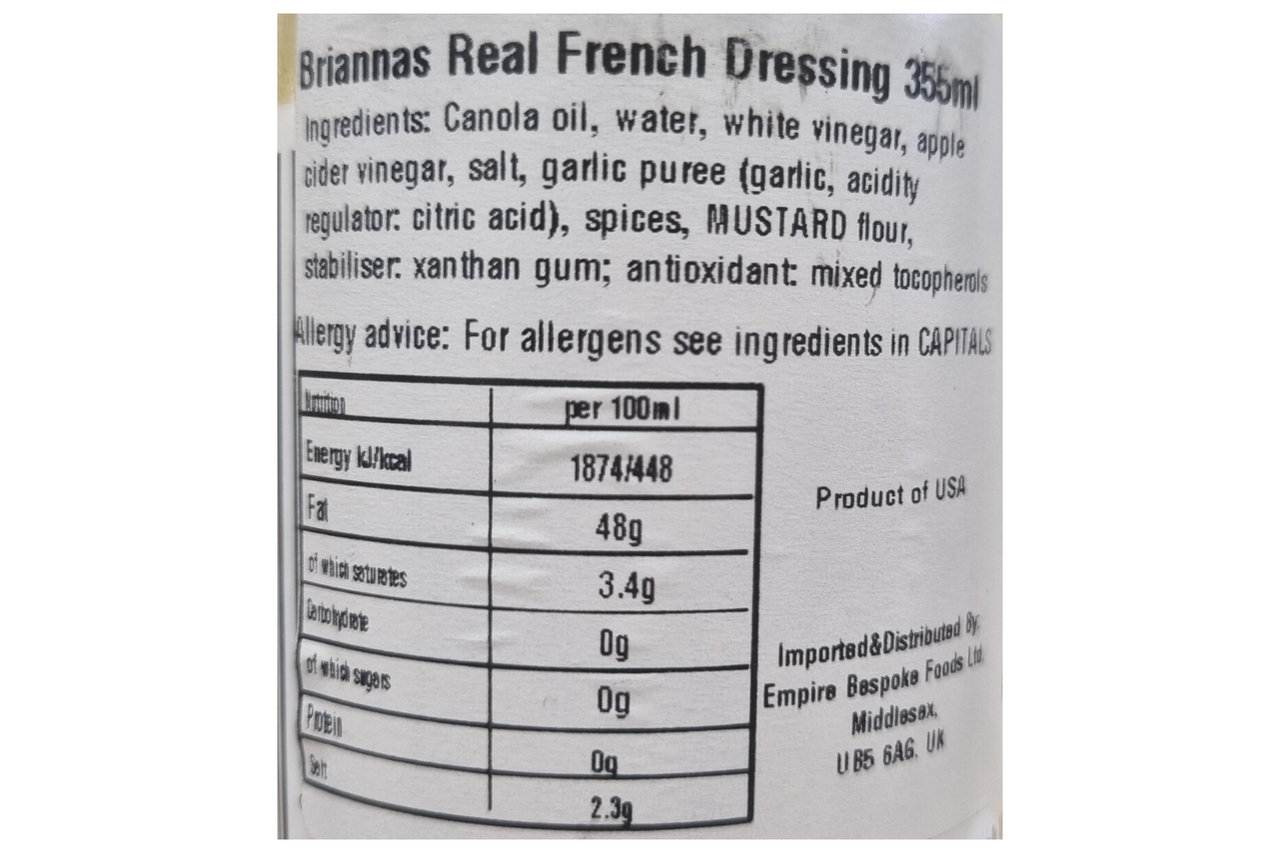 Briannas Real French Dressing 355ml
Ingredients: Canola oil, water, white vinegar, apple
cider vinegar, salt, garlic puree (garlic, acidity
regulator: citric acid), spices, MUSTARD flour,
stabiliser: xanthan gum; antioxidant: mixed tocopherols
Allergy advice: For allergens see ingredients in CAPITALS
Nutrition per 100ml
Energy kJ/kcal 1874/448
Fat 48g
of which saturates 3.4g
Carbohydrate 0g
of which sugars 0g
Protein 0g
Salt 2.3g
Product of USA
Imported&Distributed By:
Empire Bespoke Foods Ltd.
Middlesex,
UB5 6AG. UK